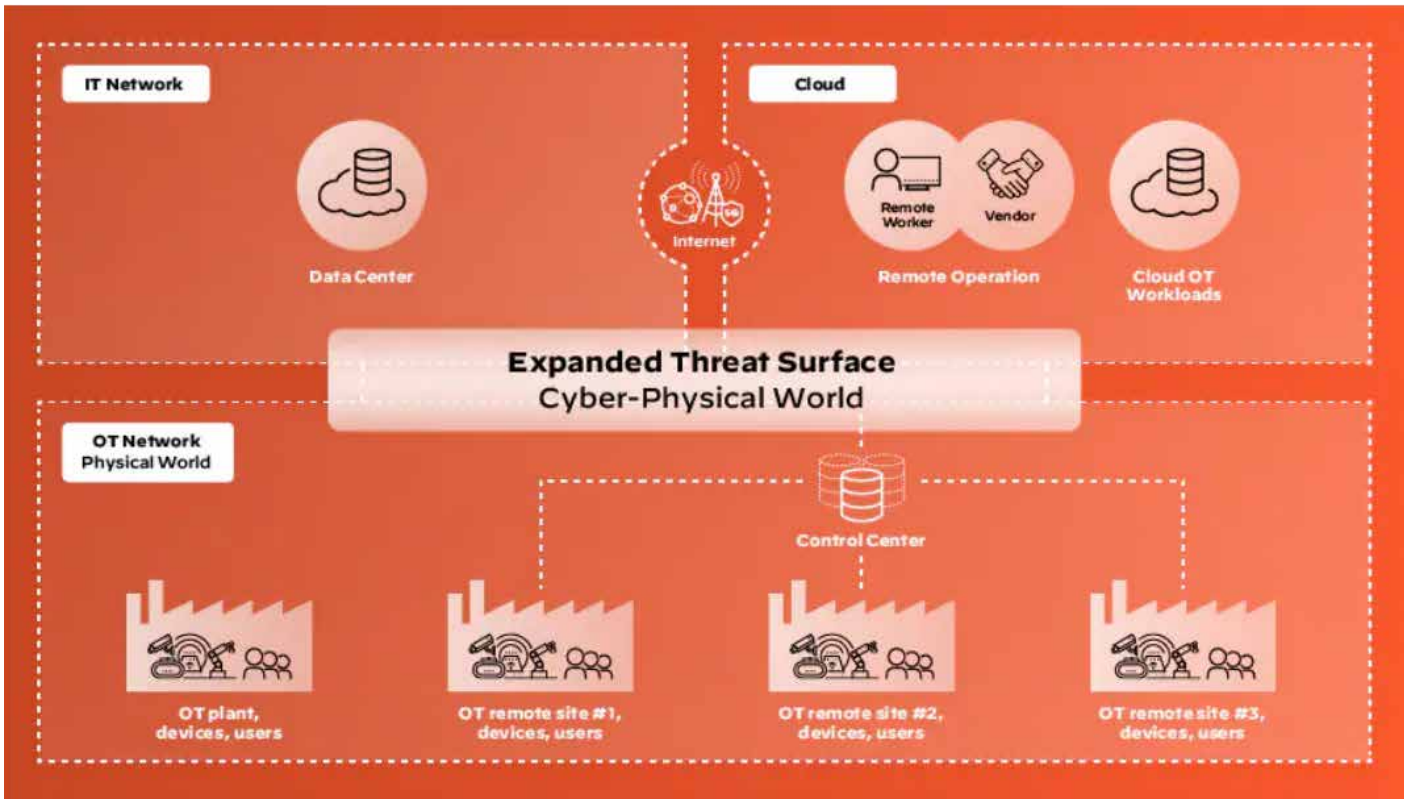 IT Network
Data Center
Internet
Cloud
Remote
Worker
Vendor
Remote Operation
Cloud OT
Workloads
Expanded Threat Surface
Cyber-Physical World
OT Network
Physical World
Control Center
OT plant,
devices, users
OT remote site #1,
devices, users
OT remote site #2,
devices, users
OT remote site #3,
devices, users